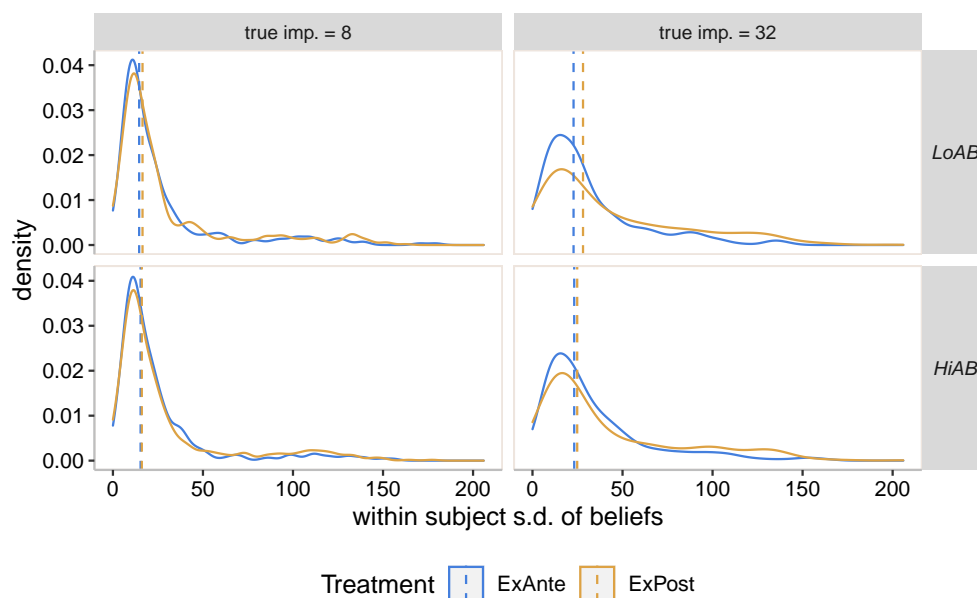 true imp. = 8
true imp. = 32
0.04
0.03
0.02
0.01
0.00
LoAB
density
0.04
0.03
0.02
0.01
0.00
HiAB
0 50 100 150 200
0 50 100 150 200
within subject s.d. of beliefs
Treatment ExAnte ExPost